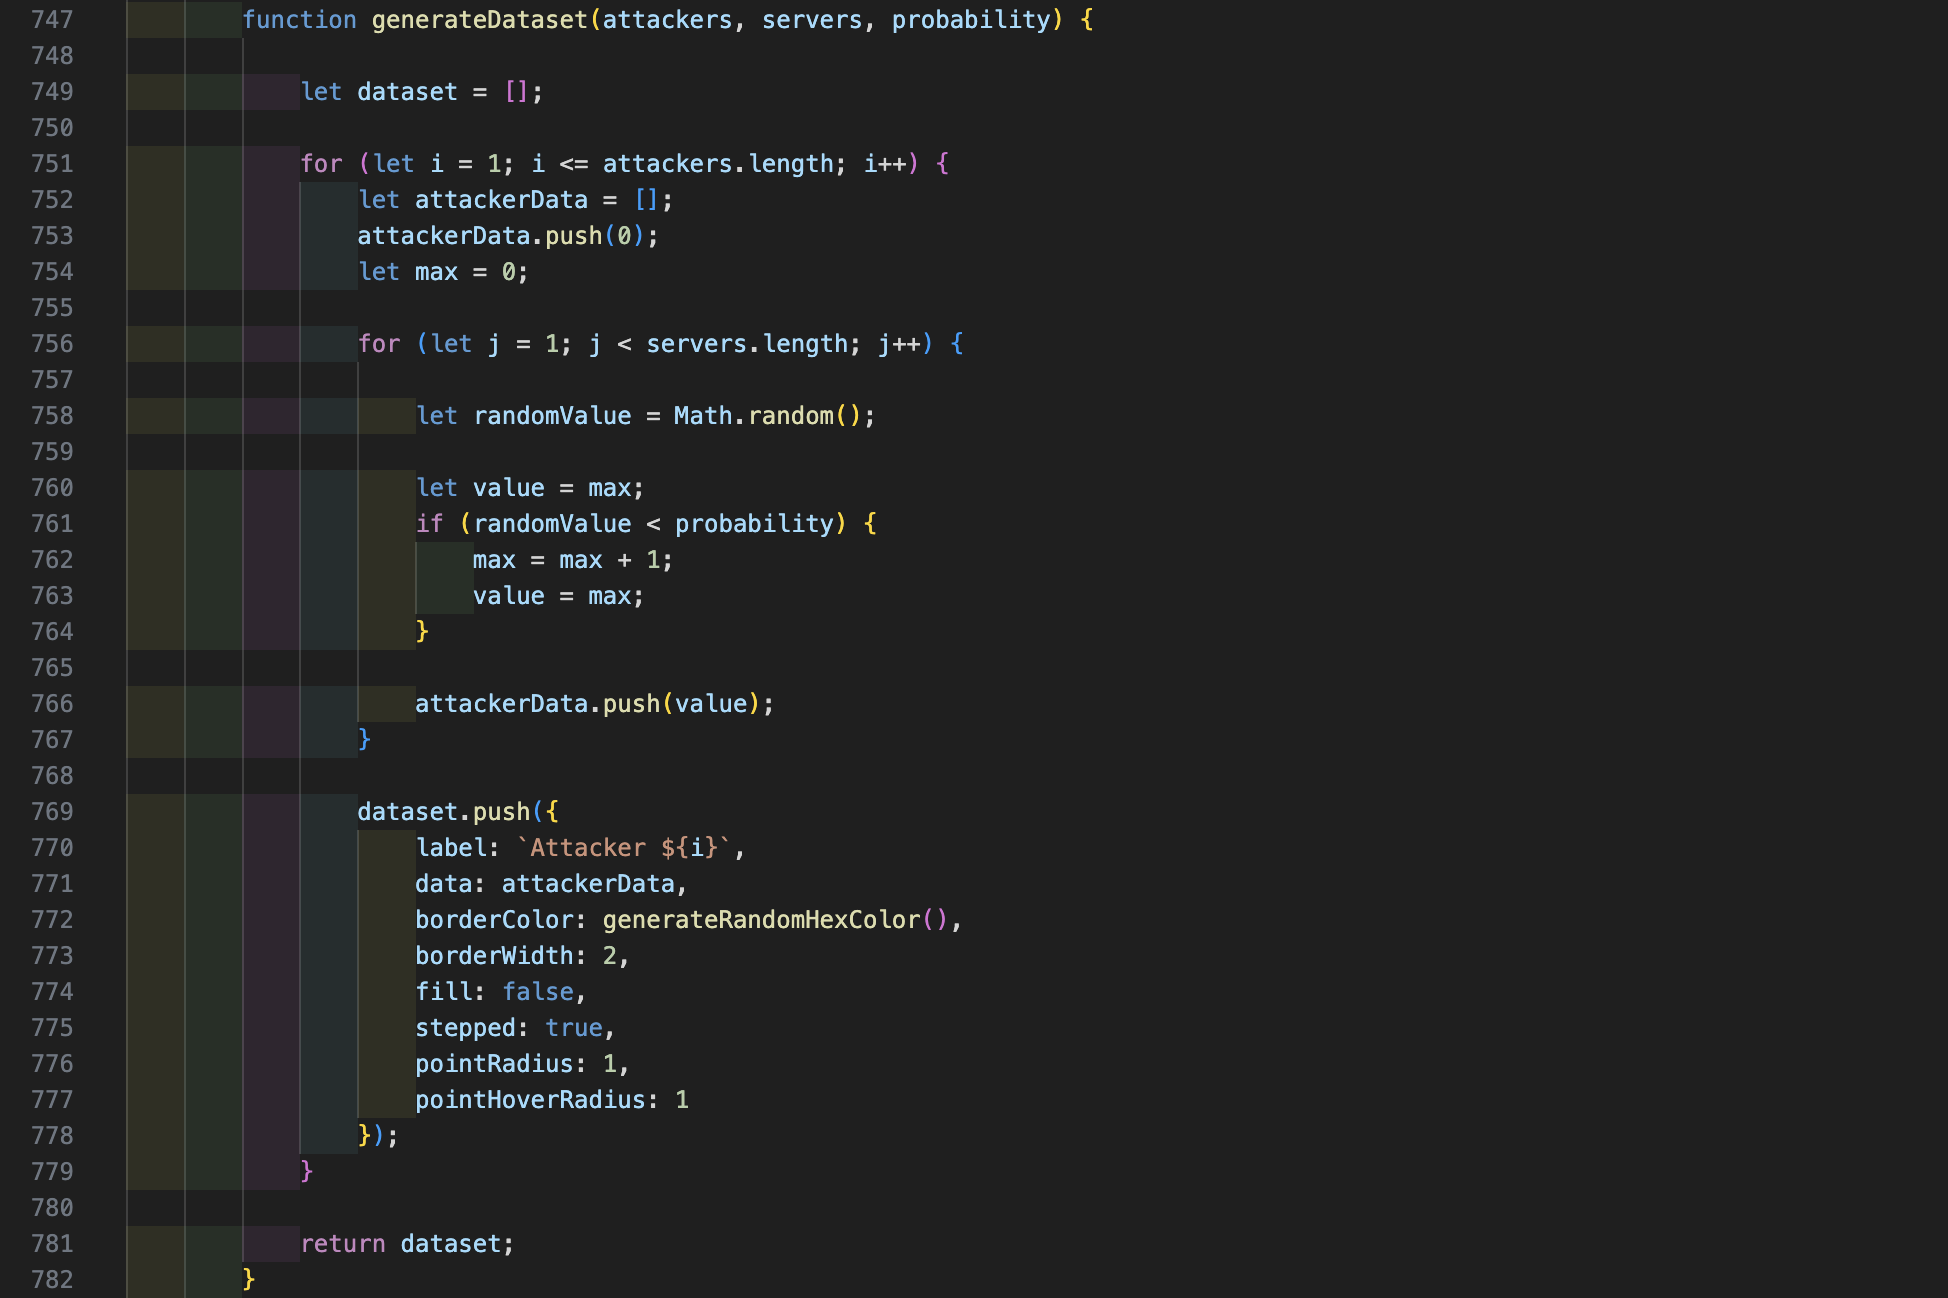 747 function generateDataset(attackers, servers, probability) {
748
749 let dataset = [];
750
751 for (let i = 1; i <= attackers.length; i++) {
752 let attackerData = [];
753 attackerData.push(0);
754 let max = 0;
755
756 for (let j = 1; j < servers.length; j++) {
757
758 let randomValue = Math.random();
759
760 let value = max;
761 if (randomValue < probability) {
762 max = max + 1;
763 value = max;
764 }
765
766 attackerData.push(value);
767 }
768
769 dataset.push({
770 label: `Attacker ${i}`,
771 data: attackerData,
772 borderColor: generateRandomHexColor(),
773 borderWidth: 2,
774 fill: false,
775 stepped: true,
776 pointRadius: 1,
777 pointHoverRadius: 1
778 });
779 }
780
781 return dataset;
782 }